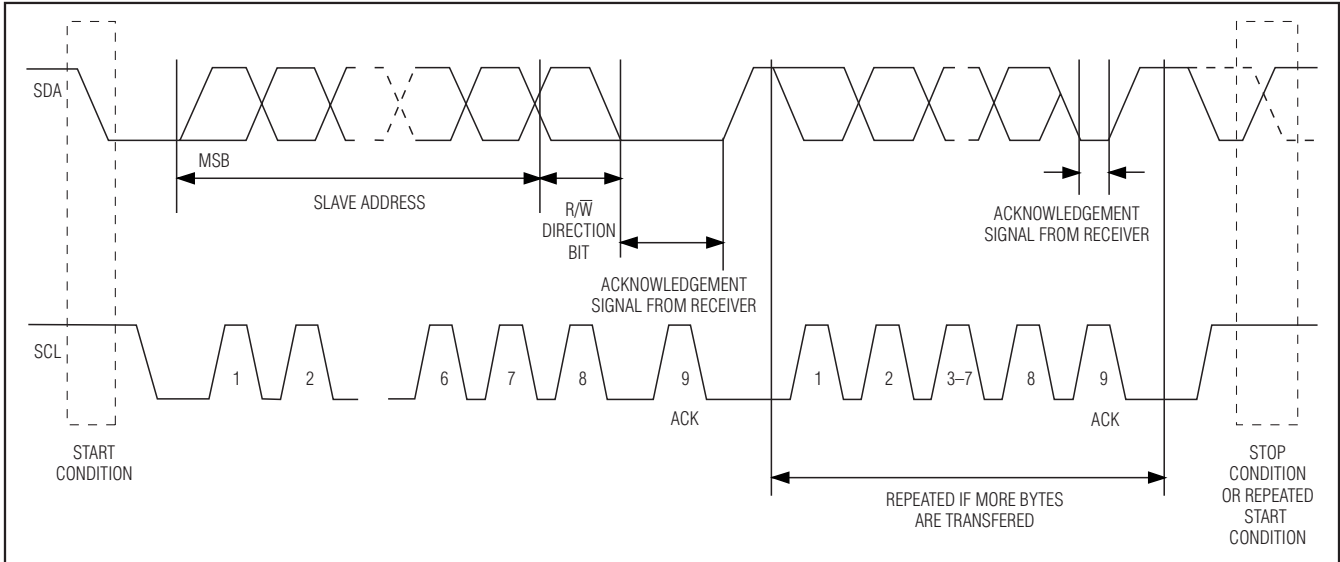 SDA
MSB
SLAVE ADDRESS
R/W̅
DIRECTION
BIT
ACKNOWLEDGEMENT
SIGNAL FROM RECEIVER
ACKNOWLEDGEMENT
SIGNAL FROM RECEIVER
SCL
1 2 6 7 8 9 1 2 3–7 8 9
ACK ACK
START
CONDITION
REPEATED IF MORE BYTES
ARE TRANSFERED
STOP
CONDITION
OR REPEATED
START
CONDITION